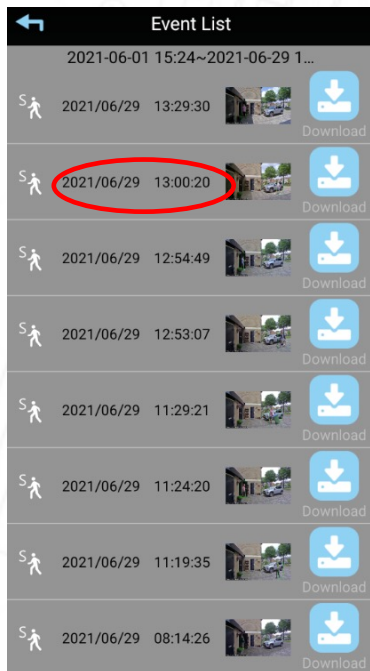 Event List
2021-06-01 15:24~2021-06-29 1...
S 2021/06/29 13:29:30
Download
S 2021/06/29 13:00:20
Download
S 2021/06/29 12:54:49
Download
S 2021/06/29 12:53:07
Download
S 2021/06/29 11:29:21
Download
S 2021/06/29 11:24:20
Download
S 2021/06/29 11:19:35
Download
S 2021/06/29 08:14:26
Download